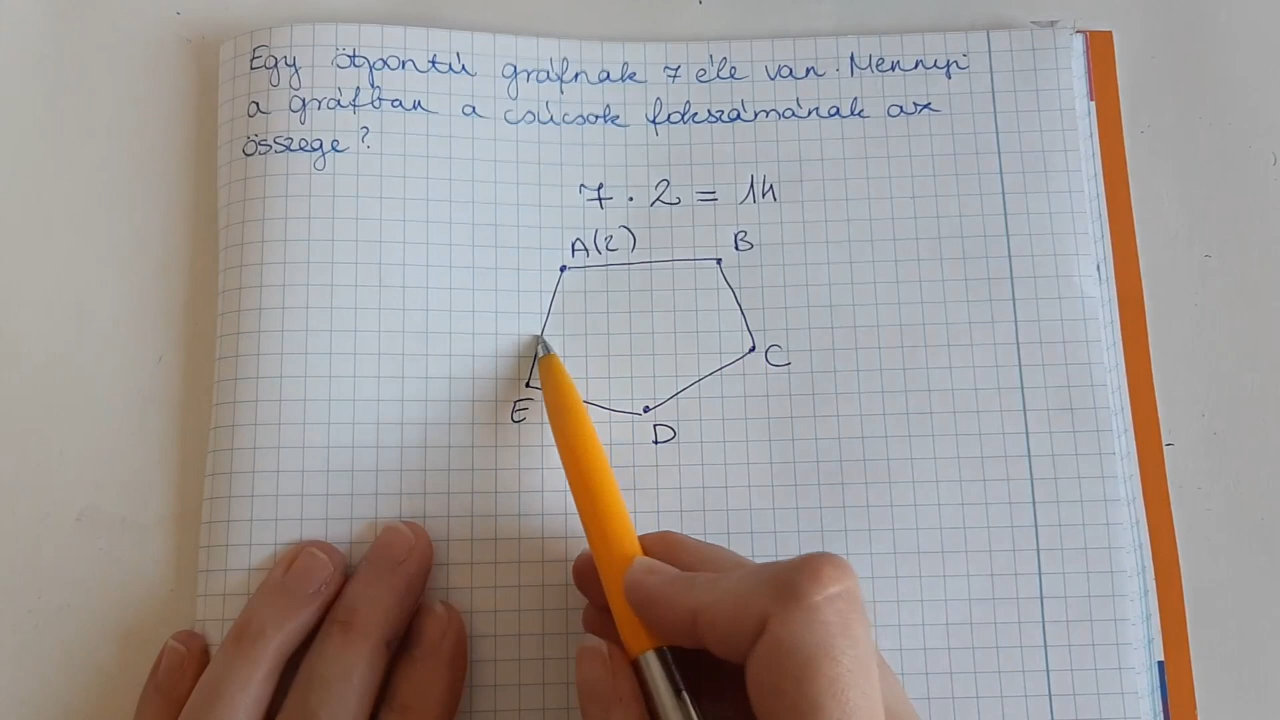 Egy ötpontú gráfnak 7 éle van. Mennyi
a gráfban a csúcsok fokszámának az
összege?
7 · 2 = 14
A(2) B
C
E
D